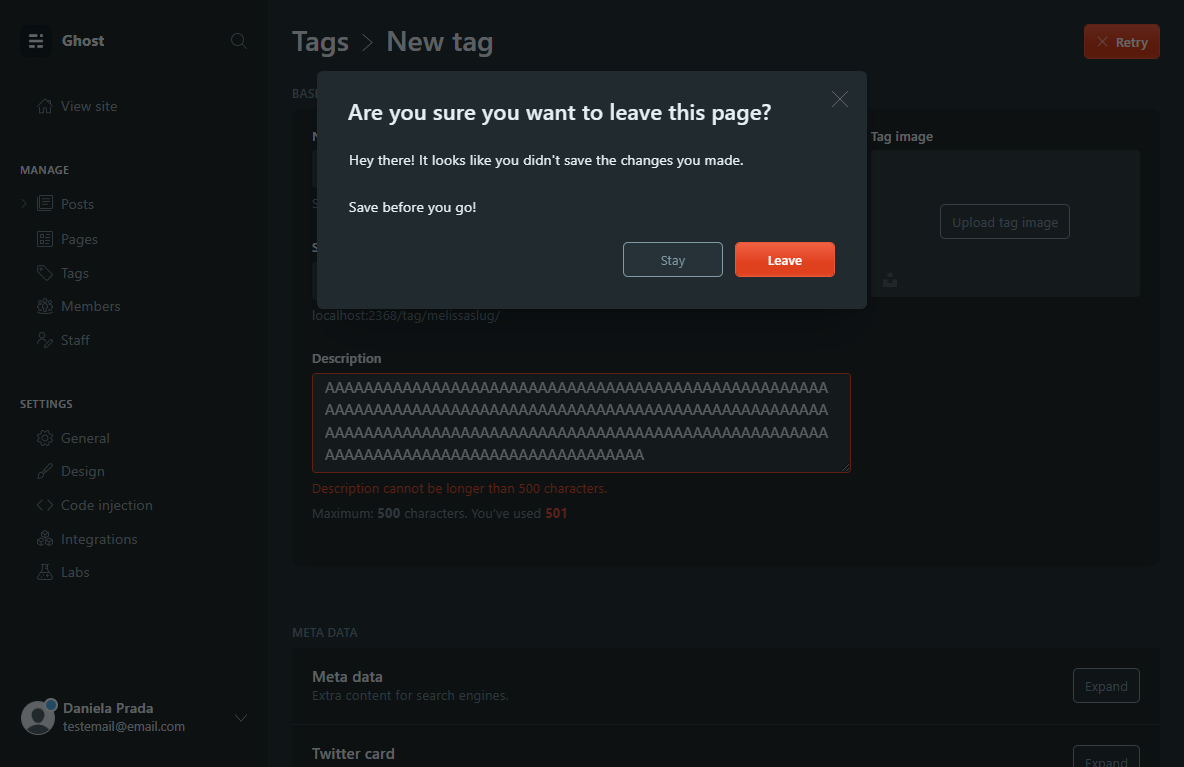 Ghost
View site
MANAGE
Posts
Pages
Tags
Members
Staff
SETTINGS
General
Design
Code injection
Integrations
Labs
Daniela Prada
testemail@email.com
Tags > New tag
Retry
Are you sure you want to leave this page?
Hey there! It looks like you didn't save the changes you made.
Save before you go!
Stay
Leave
Tag image
Upload tag image
localhost:2368/tag/melissaslug/
Description
AAAAAAAAAAAAAAAAAAAAAAAAAAAAAAAAAAAAAAAAAAAAAAAAAAAA
AAAAAAAAAAAAAAAAAAAAAAAAAAAAAAAAAAAAAAAAAAAAAAAAAAAA
AAAAAAAAAAAAAAAAAAAAAAAAAAAAAAAAAAAAAAAAAAAAAAAAAAAA
AAAAAAAAAAAAAAAAAAAAAAAAAAAAAAAAA
Description cannot be longer than 500 characters.
Maximum: 500 characters. You've used 501
META DATA
Meta data
Extra content for search engines.
Expand
Twitter card
Expand